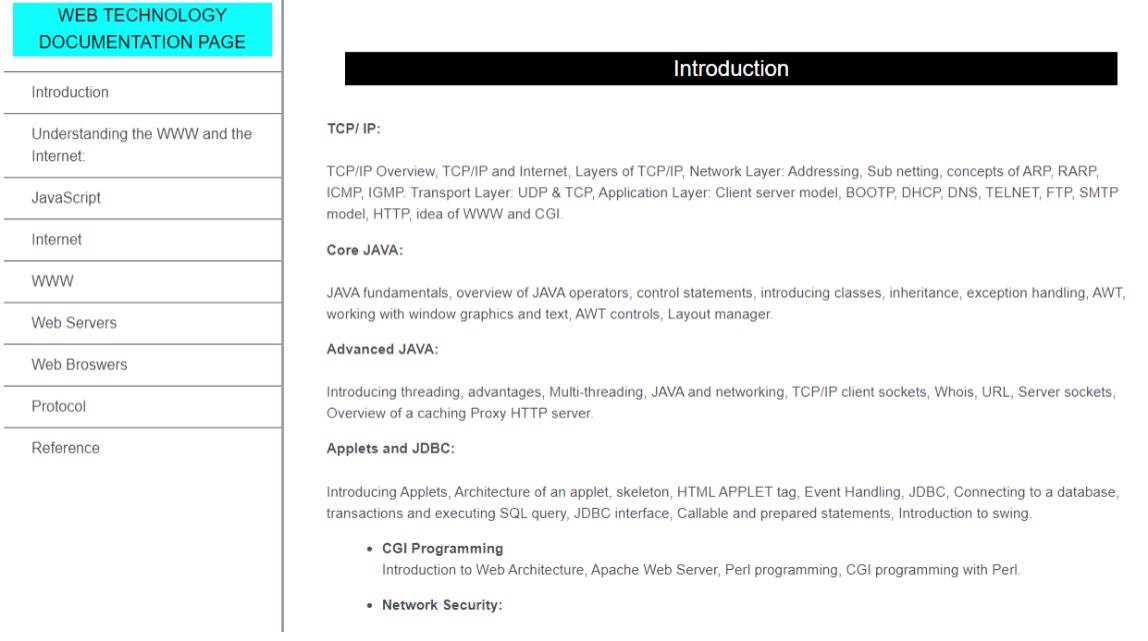 WEB TECHNOLOGY
DOCUMENTATION PAGE
Introduction
Understanding the WWW and the
Internet:
JavaScript
Internet
WWW
Web Servers
Web Broswers
Protocol
Reference
Introduction
TCP/ IP:
TCP/IP Overview, TCP/IP and Internet, Layers of TCP/IP, Network Layer: Addressing, Sub netting, concepts of ARP, RARP,
ICMP, IGMP. Transport Layer: UDP & TCP, Application Layer: Client server model, BOOTP, DHCP, DNS, TELNET, FTP, SMTP
model, HTTP, idea of WWW and CGI.
Core JAVA:
JAVA fundamentals, overview of JAVA operators, control statements, introducing classes, inheritance, exception handling, AWT,
working with window graphics and text, AWT controls, Layout manager.
Advanced JAVA:
Introducing threading, advantages, Multi-threading, JAVA and networking, TCP/IP client sockets, Whois, URL, Server sockets,
Overview of a caching Proxy HTTP server.
Applets and JDBC:
Introducing Applets, Architecture of an applet, skeleton, HTML APPLET tag, Event Handling, JDBC, Connecting to a database,
transactions and executing SQL query, JDBC interface, Callable and prepared statements, Introduction to swing.
• CGI Programming
Introduction to Web Architecture, Apache Web Server, Perl programming, CGI programming with Perl.
• Network Security: